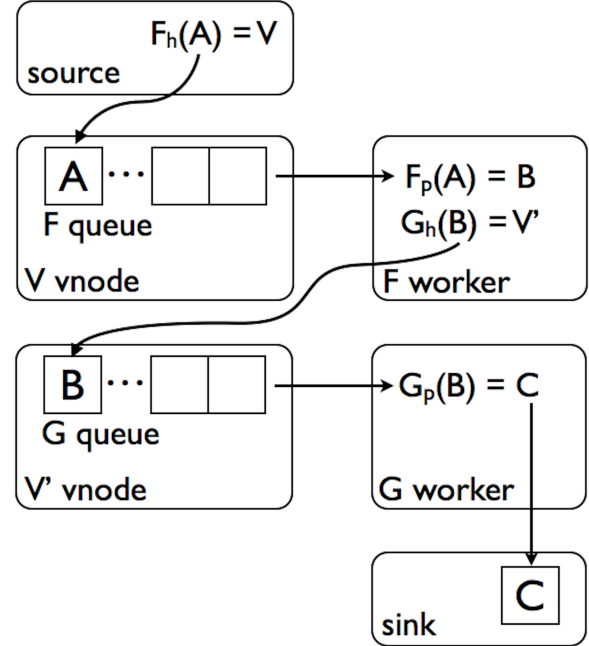 Fₕ(A) = V
source
A ...
F queue
V vnode
Fₚ(A) = B
Gₕ(B) = V'
F worker
B ...
G queue
V' vnode
Gₚ(B) = C
G worker
C
sink